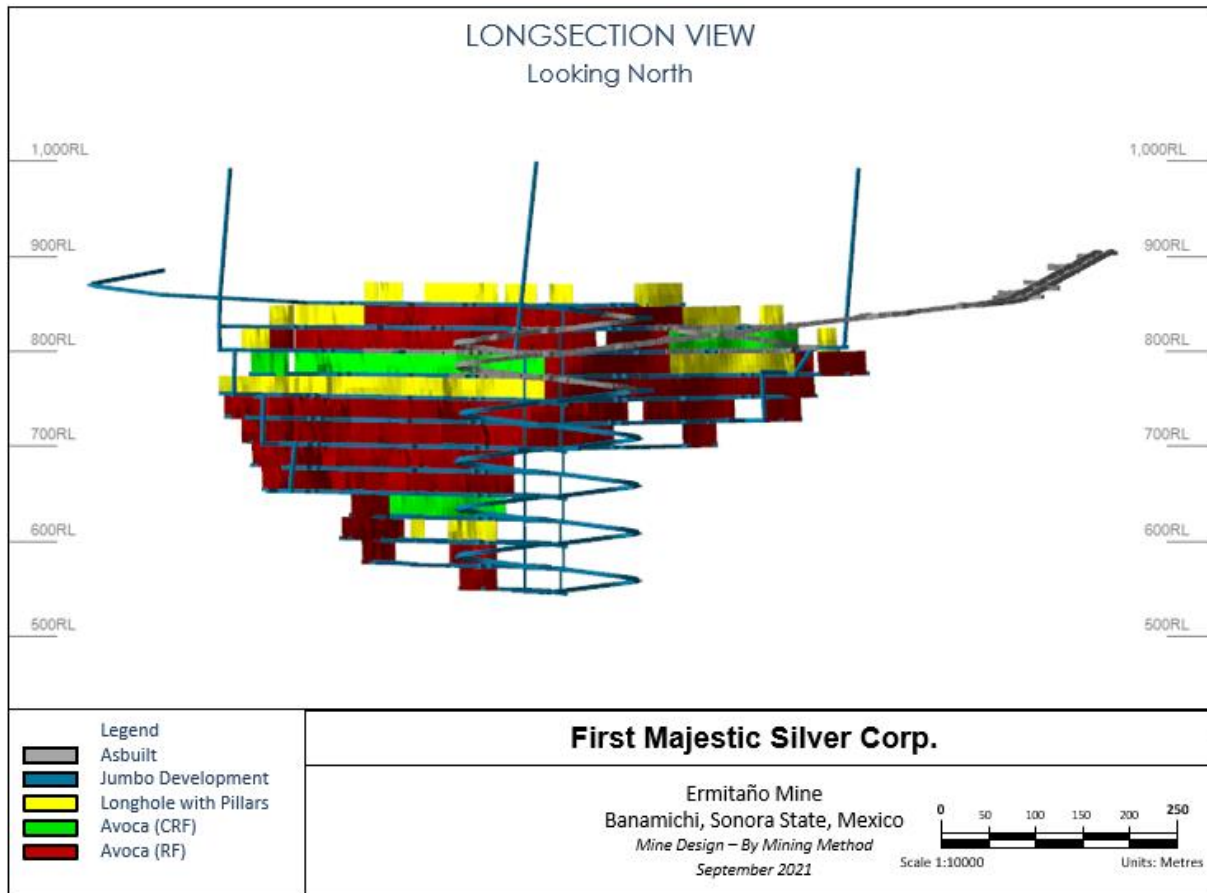 LONGSECTION VIEW
Looking North
1,000RL
1,000RL
900RL
900RL
800RL
800RL
700RL
700RL
600RL
600RL
500RL
500RL
Legend
Asbuilt
Jumbo Development
Longhole with Pillars
Avoca (CRF)
Avoca (RF)
First Majestic Silver Corp.
Ermitaño Mine
Banamichi, Sonora State, Mexico
Mine Design – By Mining Method
September 2021
0 50 100 150 200 250
Scale 1:10000 Units: Metres